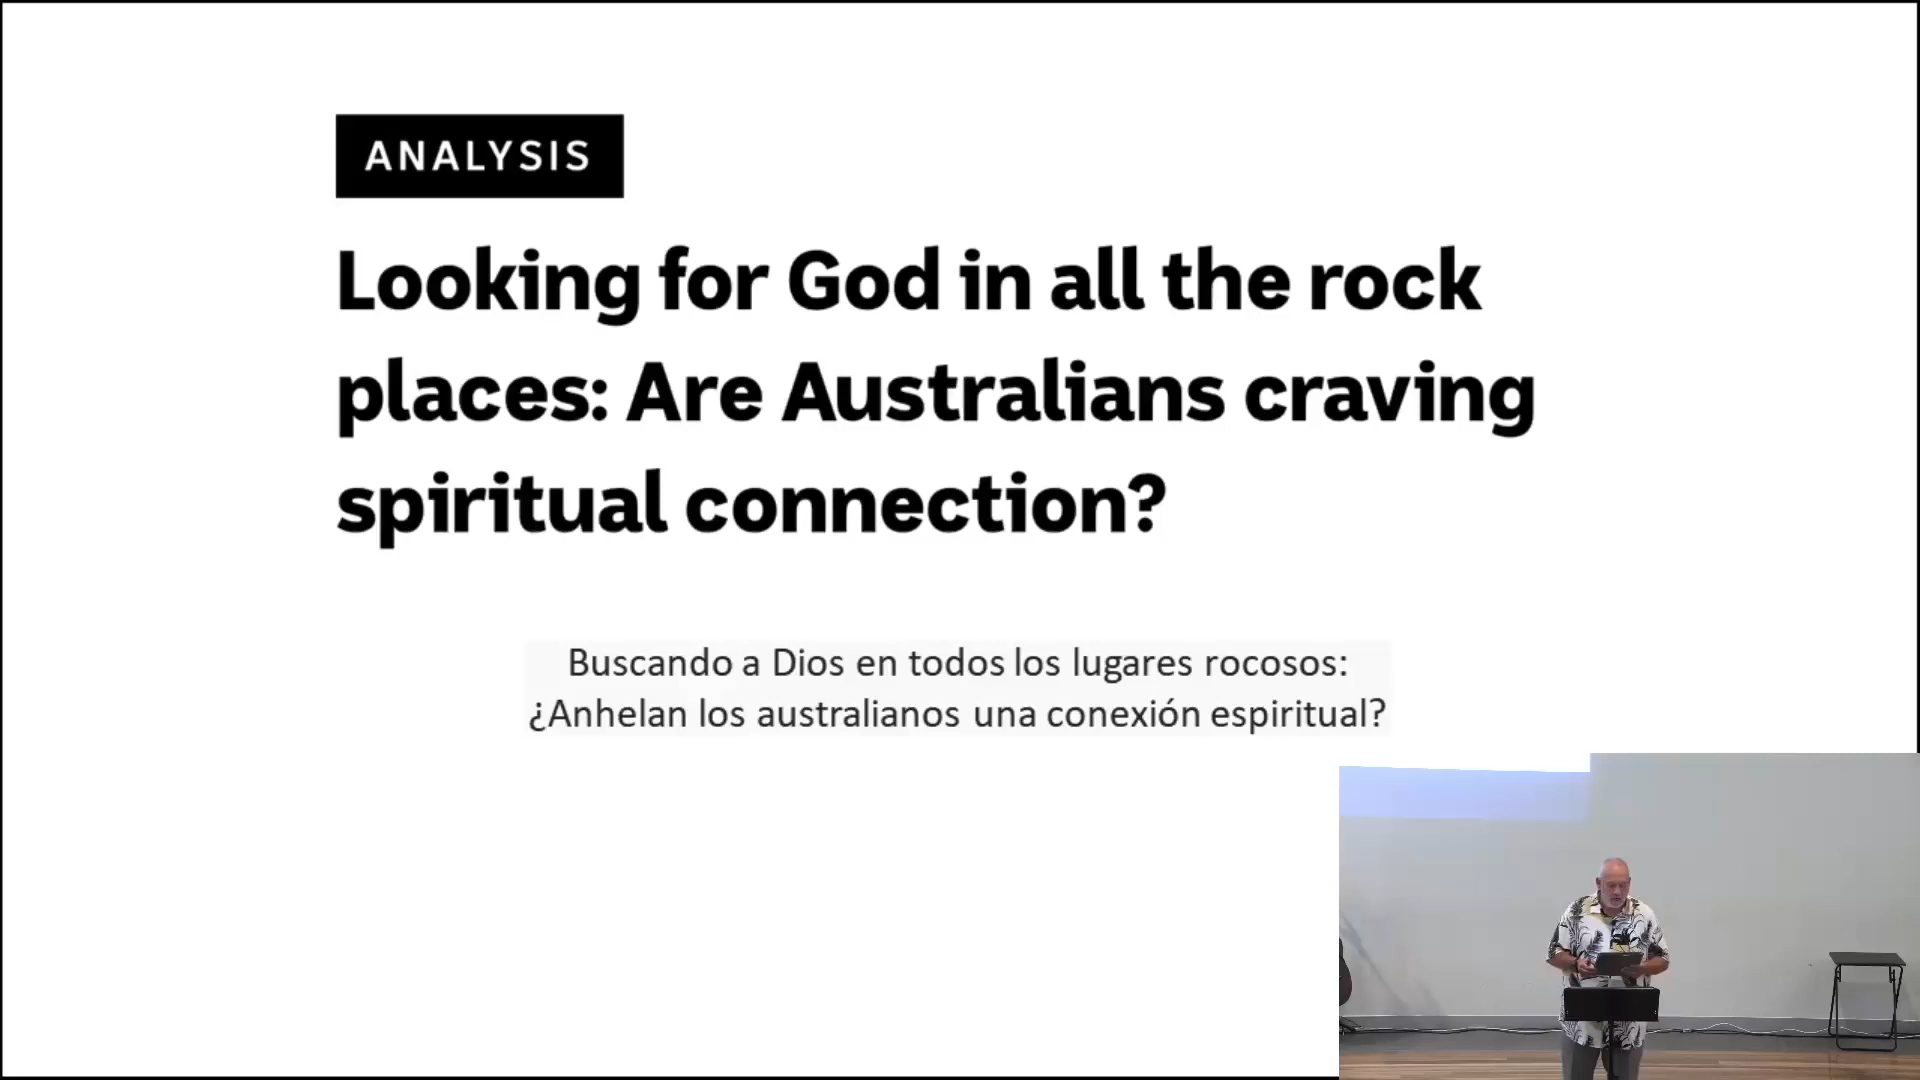 ANALYSIS
Looking for God in all the rock
places: Are Australians craving
spiritual connection?
Buscando a Dios en todos los lugares rocosos:
¿Anhelan los australianos una conexión espiritual?